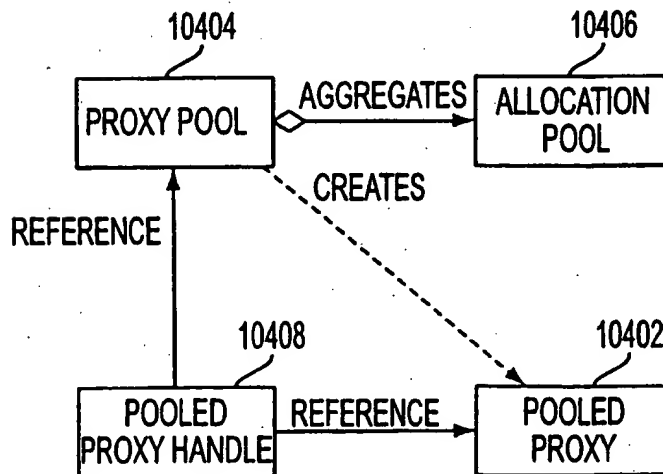 10404
10406
PROXY POOL
AGGREGATES
ALLOCATION
POOL
CREATES
REFERENCE
10408
10402
POOLED
PROXY HANDLE
REFERENCE
POOLED
PROXY